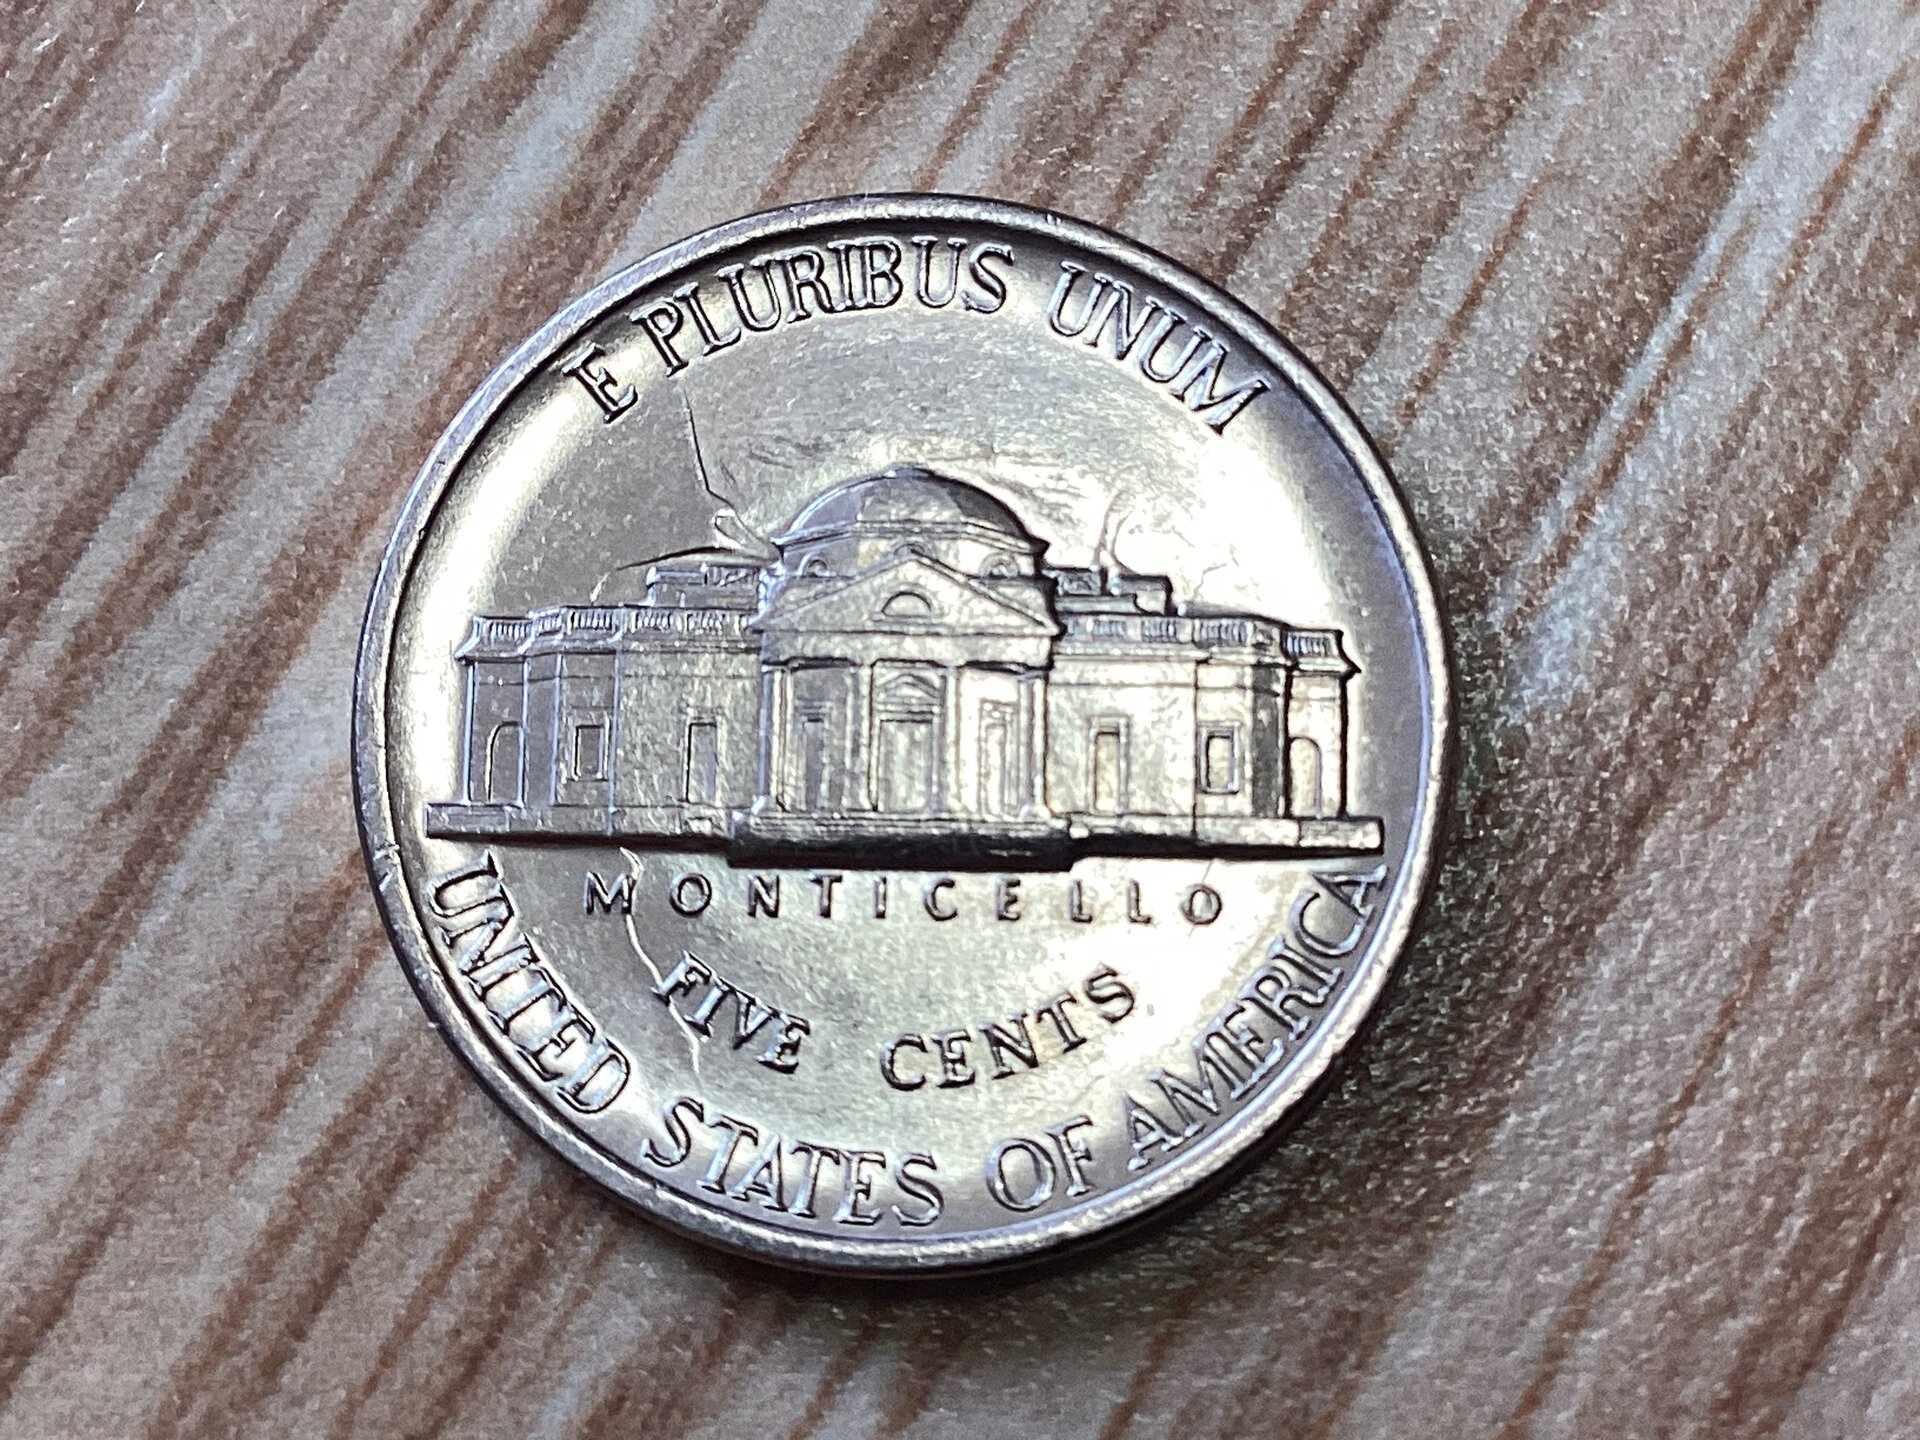 E PLURIBUS UNUM
MONTICELLO
FIVE CENTS
UNITED STATES OF AMERICA